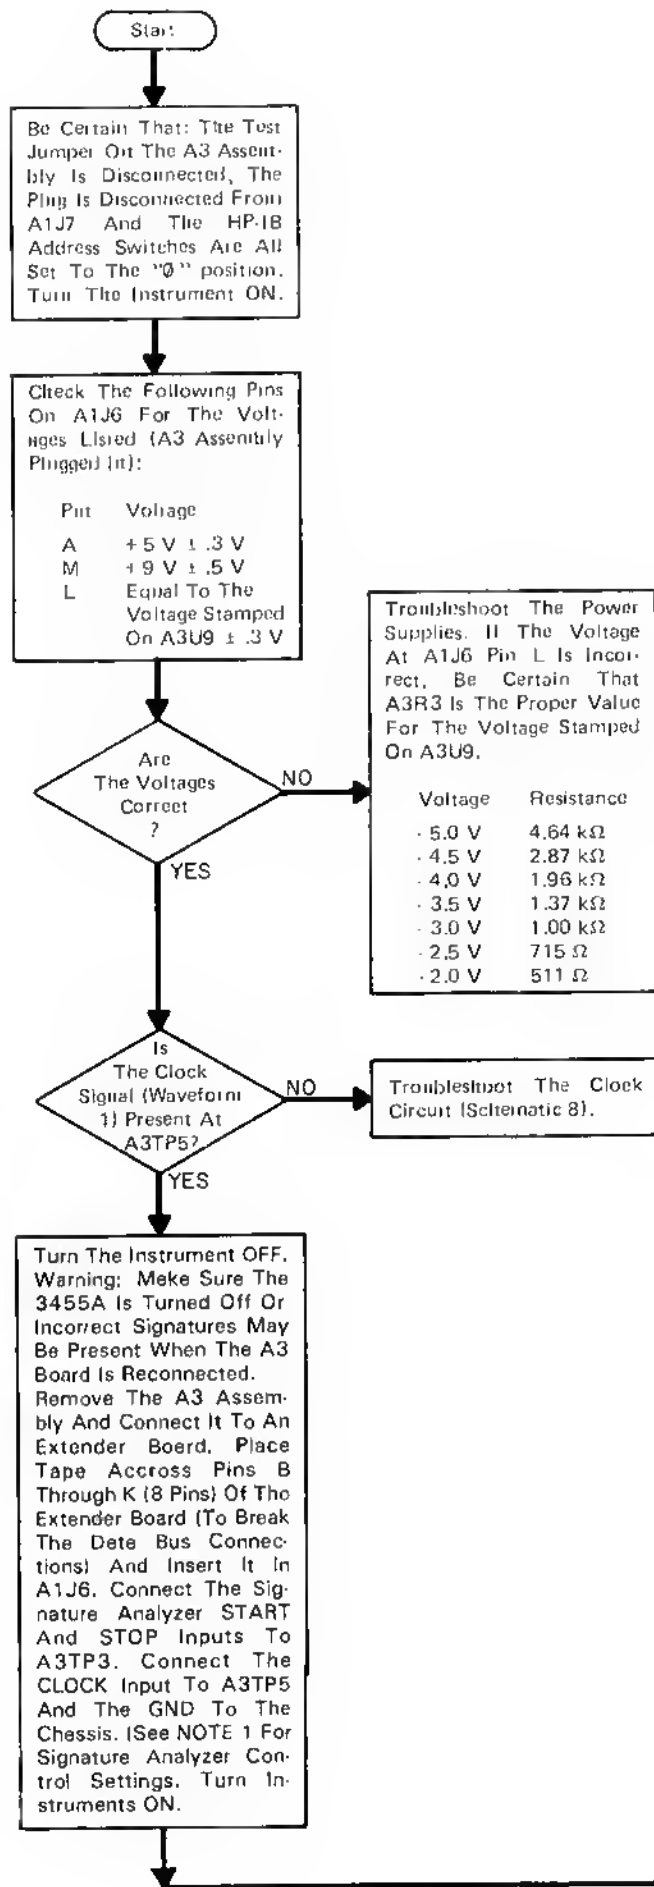 Start
Be Certain That: The Test
Jumper On The A3 Assem-
bly Is Disconnected, The
Plug Is Disconnected From
A1J7 And The HP-IB
Address Switches Are All
Set To The "0" position.
Turn The Instrument ON.
Check The Following Pins
On A1J6 For The Volt-
ages Listed (A3 Assembly
Plugged In):
Pin Voltage
A +5 V ± .3 V
M +9 V ± .5 V
L Equal To The
Voltage Stamped
On A3U9 ± .3 V
Are
The Voltages
Correct
?
NO
YES
Troubleshoot The Power
Supplies. If The Voltage
At A1J6 Pin L Is Incor-
rect, Be Certain That
A3R3 Is The Proper Value
For The Voltage Stamped
On A3U9.
Voltage Resistance
- 5.0 V 4.64 kΩ
- 4.5 V 2.87 kΩ
- 4.0 V 1.96 kΩ
- 3.5 V 1.37 kΩ
- 3.0 V 1.00 kΩ
- 2.5 V 715 Ω
- 2.0 V 511 Ω
Is
The Clock
Signal (Waveform
1) Present At
A3TP5?
NO
YES
Troubleshoot The Clock
Circuit (Schematic 8).
Turn The Instrument OFF.
Warning: Make Sure The
3455A Is Turned Off Or
Incorrect Signatures May
Be Present When The A3
Board Is Reconnected.
Remove The A3 Assem-
bly And Connect It To An
Extender Board. Place
Tape Accross Pins B
Through K (8 Pins) Of The
Extender Board (To Break
The Data Bus Connec-
tions) And Insert It In
A1J6. Connect The Sig-
nature Analyzer START
And STOP Inputs To
A3TP3. Connect The
CLOCK Input To A3TP5
And The GND To The
Chassis. (See NOTE 1 For
Signature Analyzer Con-
trol Settings. Turn In-
struments ON.